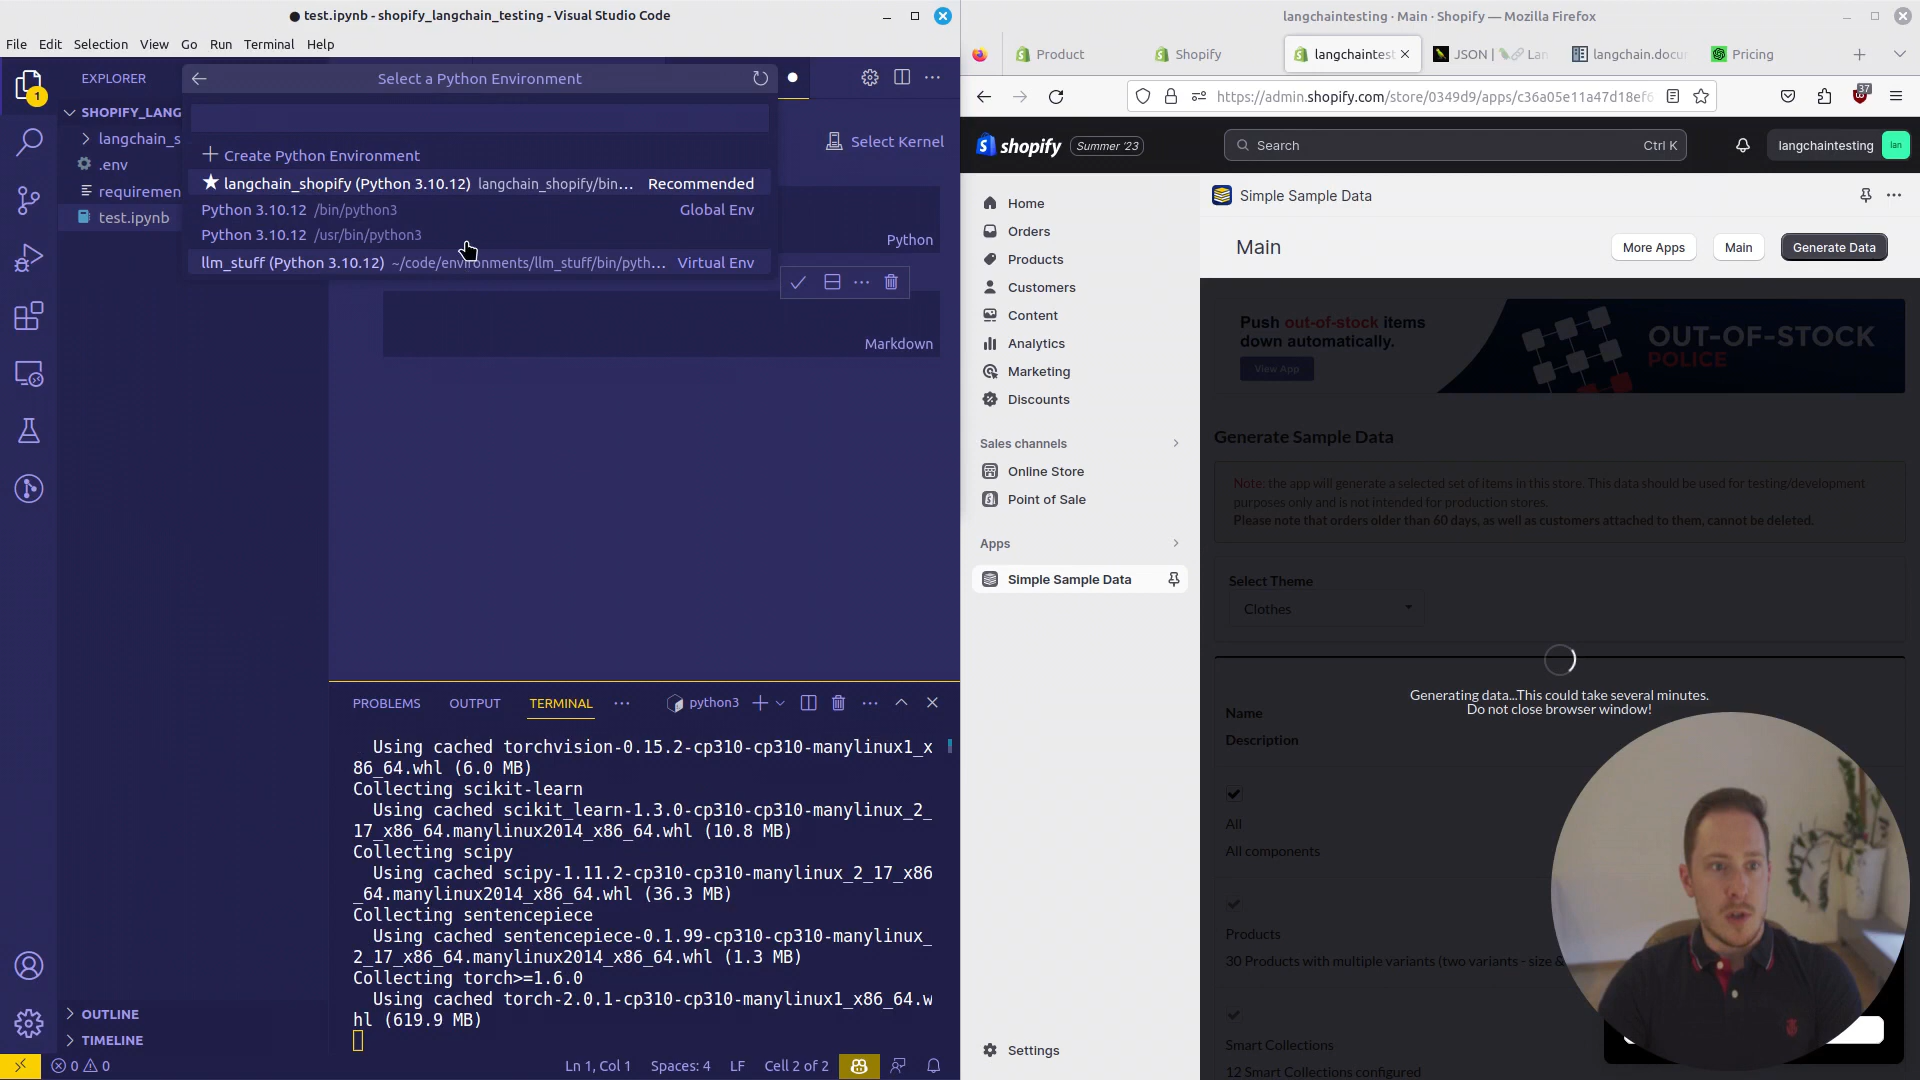 test.ipynb - shopify_langchain_testing - Visual Studio Code
File Edit Selection View Go Run Terminal Help
EXPLORER
1
SHOPIFY_LANG
langchain_s
.env
requiremen
test.ipynb
Select a Python Environment
Create Python Environment
langchain_shopify (Python 3.10.12) langchain_shopify/bin... Recommended
Python 3.10.12 /bin/python3 Global Env
Python 3.10.12 /usr/bin/python3
llm_stuff (Python 3.10.12) ~/code/environments/llm_stuff/bin/pyth... Virtual Env
Select Kernel
Python
Markdown
PROBLEMS OUTPUT TERMINAL ... python3
Using cached torchvision-0.15.2-cp310-cp310-manylinux1_x
86_64.whl (6.0 MB)
Collecting scikit-learn
Using cached scikit_learn-1.3.0-cp310-cp310-manylinux_2_
17_x86_64.manylinux2014_x86_64.whl (10.8 MB)
Collecting scipy
Using cached scipy-1.11.2-cp310-cp310-manylinux_2_17_x86
_64.manylinux2014_x86_64.whl (36.3 MB)
Collecting sentencepiece
Using cached sentencepiece-0.1.99-cp310-cp310-manylinux_
2_17_x86_64.manylinux2014_x86_64.whl (1.3 MB)
Collecting torch>=1.6.0
Using cached torch-2.0.1-cp310-cp310-manylinux1_x86_64.w
hl (619.9 MB)
OUTLINE
TIMELINE
0 0
Ln 1, Col 1 Spaces: 4 LF Cell 2 of 2
langchaintesting · Main · Shopify — Mozilla Firefox
Product
Shopify
langchaintes
JSON | Lan
langchain.docu
Pricing
https://admin.shopify.com/store/0349d9/apps/c36a05e11a47d18ef6
37
shopify Summer '23
Search Ctrl K
langchaintesting lan
Home
Orders
Products
Customers
Content
Analytics
Marketing
Discounts
Sales channels
Online Store
Point of Sale
Apps
Simple Sample Data
Settings
Simple Sample Data
Main
More Apps Main Generate Data
Push out-of-stock items
down automatically.
View App
OUT-OF-STOCK
POLICE
Generate Sample Data
Note: the app will generate a selected set of items in this store. This data should be used for testing/development
purposes only and is not intended for production stores.
Please note that orders older than 60 days, as well as customers attached to them, cannot be deleted.
Select Theme
Clothes
Generating data...This could take several minutes.
Do not close browser window!
Name
Description
All
All components
Products
30 Products with multiple variants (two variants - size &
Smart Collections
12 Smart Collections configured